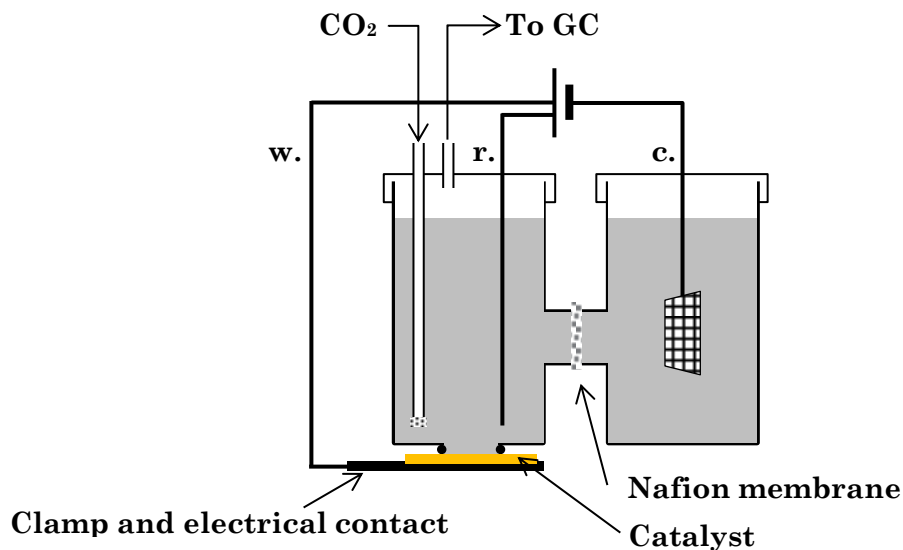 CO₂
To GC
w.
r.
c.
Nafion membrane
Clamp and electrical contact
Catalyst